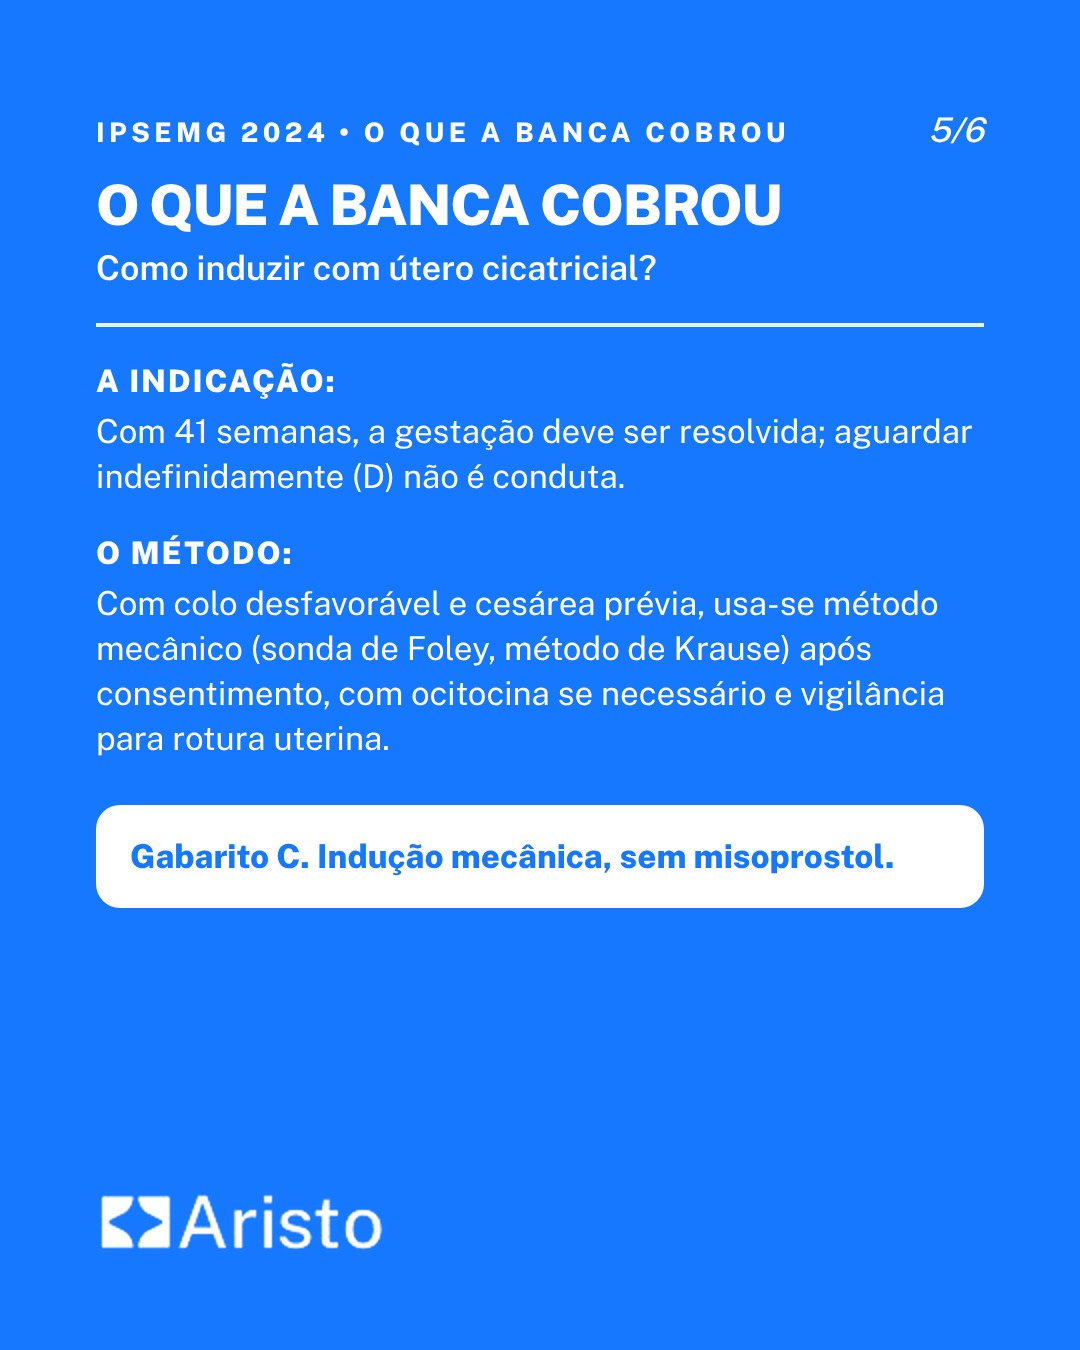 IPSEMG 2024 • O QUE A BANCA COBROU
5/6
O QUE A BANCA COBROU
Como induzir com útero cicatricial?
A INDICAÇÃO:
Com 41 semanas, a gestação deve ser resolvida; aguardar
indefinidamente (D) não é conduta.
O MÉTODO:
Com colo desfavorável e cesárea prévia, usa-se método
mecânico (sonda de Foley, método de Krause) após
consentimento, com ocitocina se necessário e vigilância
para rotura uterina.
Gabarito C. Indução mecânica, sem misoprostol.
Aristo